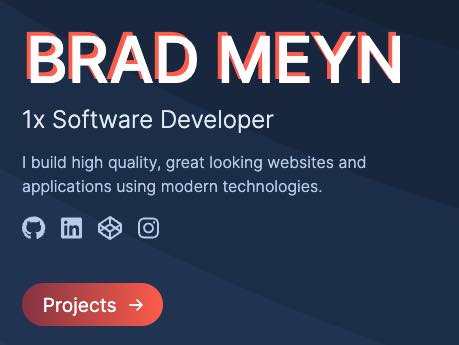 BRAD MEYN
1x Software Developer
I build high quality, great looking websites and
applications using modern technologies.
Projects →